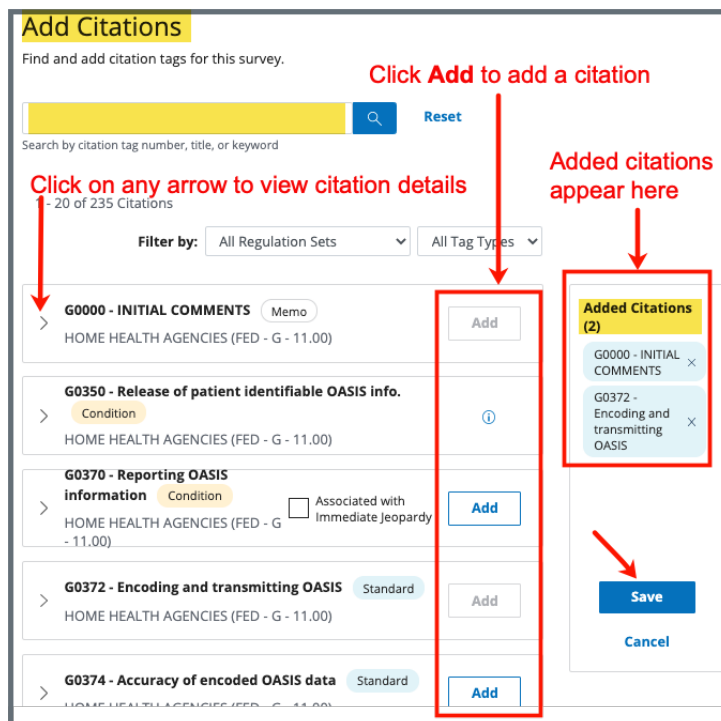 Add Citations
Find and add citation tags for this survey.
Click Add to add a citation
Reset
Search by citation tag number, title, or keyword
Added citations
appear here
Click on any arrow to view citation details
- 20 of 235 Citations
Filter by:
All Regulation Sets
All Tag Types
G0000 - INITIAL COMMENTS
Memo
HOME HEALTH AGENCIES (FED - G - 11.00)
Add
G0350 - Release of patient identifiable OASIS info.
Condition
HOME HEALTH AGENCIES (FED - G - 11.00)
G0370 - Reporting OASIS
information
Condition
HOME HEALTH AGENCIES (FED - G
- 11.00)
Associated with
Immediate Jeopardy
Add
G0372 - Encoding and transmitting OASIS
Standard
HOME HEALTH AGENCIES (FED - G - 11.00)
Add
G0374 - Accuracy of encoded OASIS data
Standard
HOME HEALTH AGENCIES (FED - G - 11.00)
Add
Added Citations
(2)
G0000 - INITIAL
COMMENTS
G0372 -
Encoding and
transmitting
OASIS
Save
Cancel